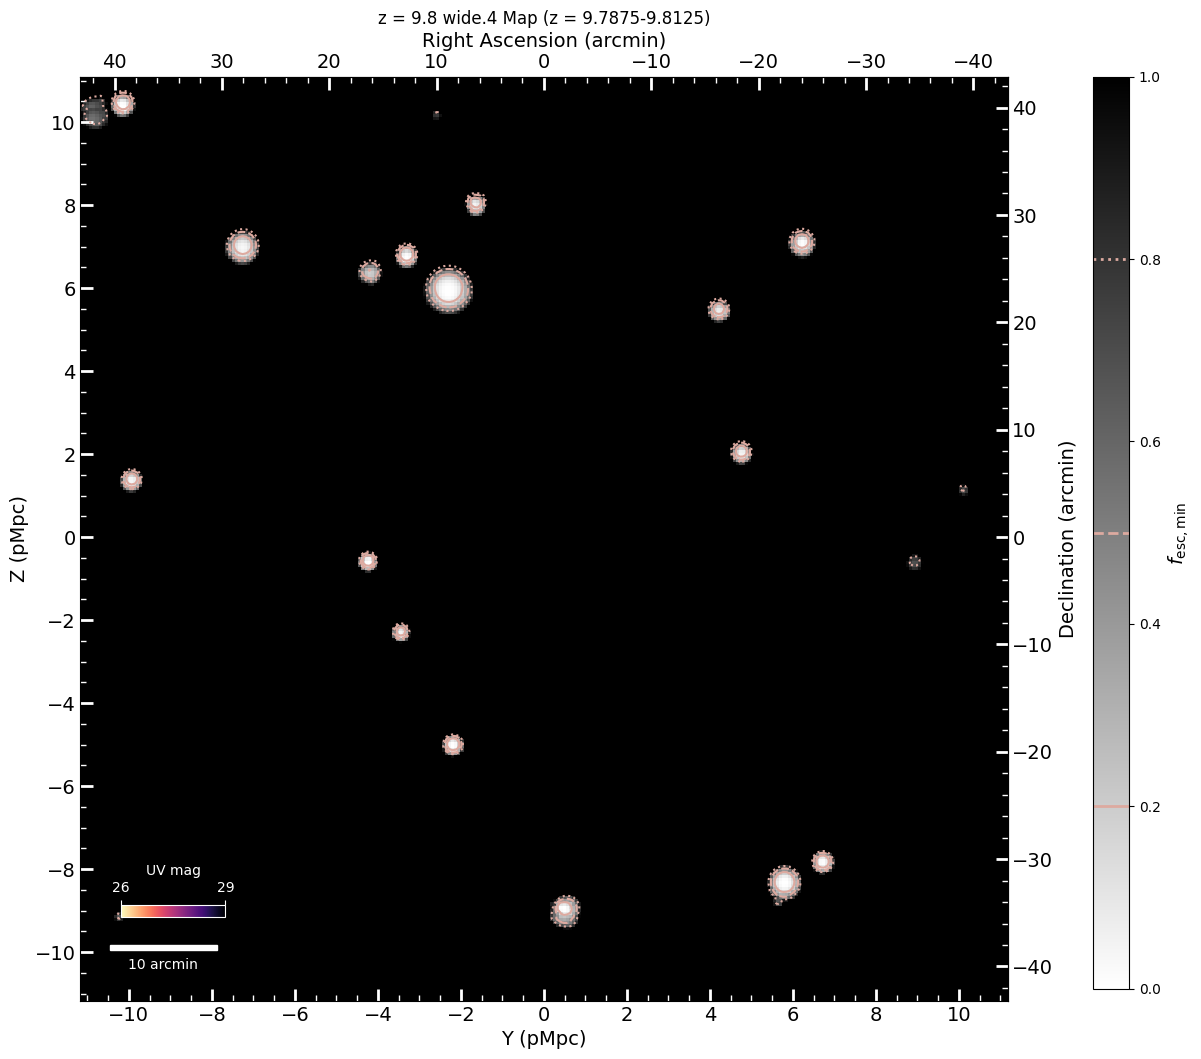 z = 9.8 wide.4 Map (z = 9.7875-9.8125)
Right Ascension (arcmin)
40 30 20 10 0 −10 −20 −30 −40
10 8 6 4 2 0 −2 −4 −6 −8 −10
Z (pMpc)
40 30 20 10 0 −10 −20 −30 −40
Declination (arcmin)
1.0 0.8 0.6 0.4 0.2 0.0
fesc,min
UV mag
26 29
10 arcmin
−10 −8 −6 −4 −2 0 2 4 6 8 10
Y (pMpc)